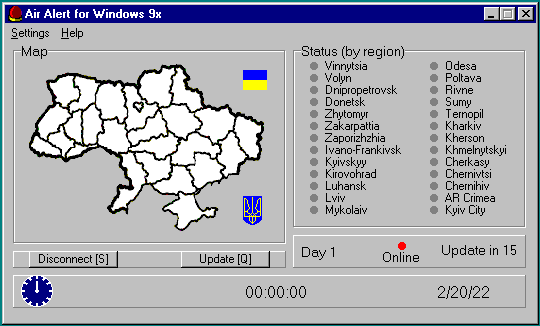 Air Alert for Windows 9x
Settings Help
Map
Status (by region)
Vinnytsia
Volyn
Dnipropetrovsk
Donetsk
Zhytomyr
Zakarpattia
Zaporizhzhia
Ivano-Frankivsk
Kyivskyy
Kirovohrad
Luhansk
Lviv
Mykolaiv
Odesa
Poltava
Rivne
Sumy
Ternopil
Kharkiv
Kherson
Khmelnytskyi
Cherkasy
Chernivtsi
Chernihiv
AR Crimea
Kyiv City
Disconnect [S]
Update [Q]
Day 1
Online
Update in 15
00:00:00
2/20/22